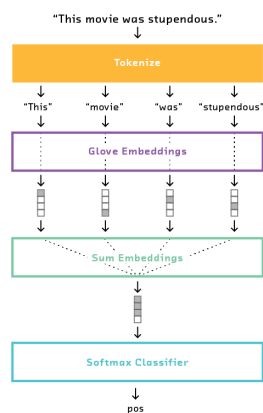 “This movie was stupendous.”
Tokenize
“This” “movie” “was” “stupendous”
Glove Embeddings
Sum Embeddings
Softmax Classifier
pos